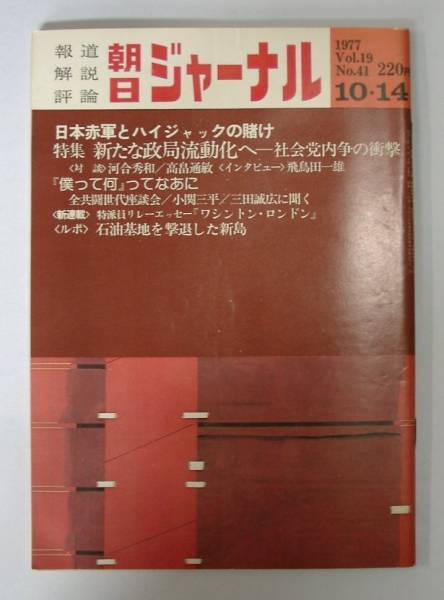 報道
解説
評論
朝日ジャーナル
1977
Vol.19
No.41 220円
10・14
日本赤軍とハイジャックの賭け
特集 新たな政局流動化へ―社会党内争の衝撃
〈対 談〉河合秀和／高畠通敏 〈インタビュー〉飛鳥田一雄
『僕って何』ってなあに
全共闘世代座談会／小関三平／三田誠広に聞く
〈新連載〉 特派員リレーエッセー『ワシントン・ロンドン』
〈ルポ〉 石油基地を撃退した新島